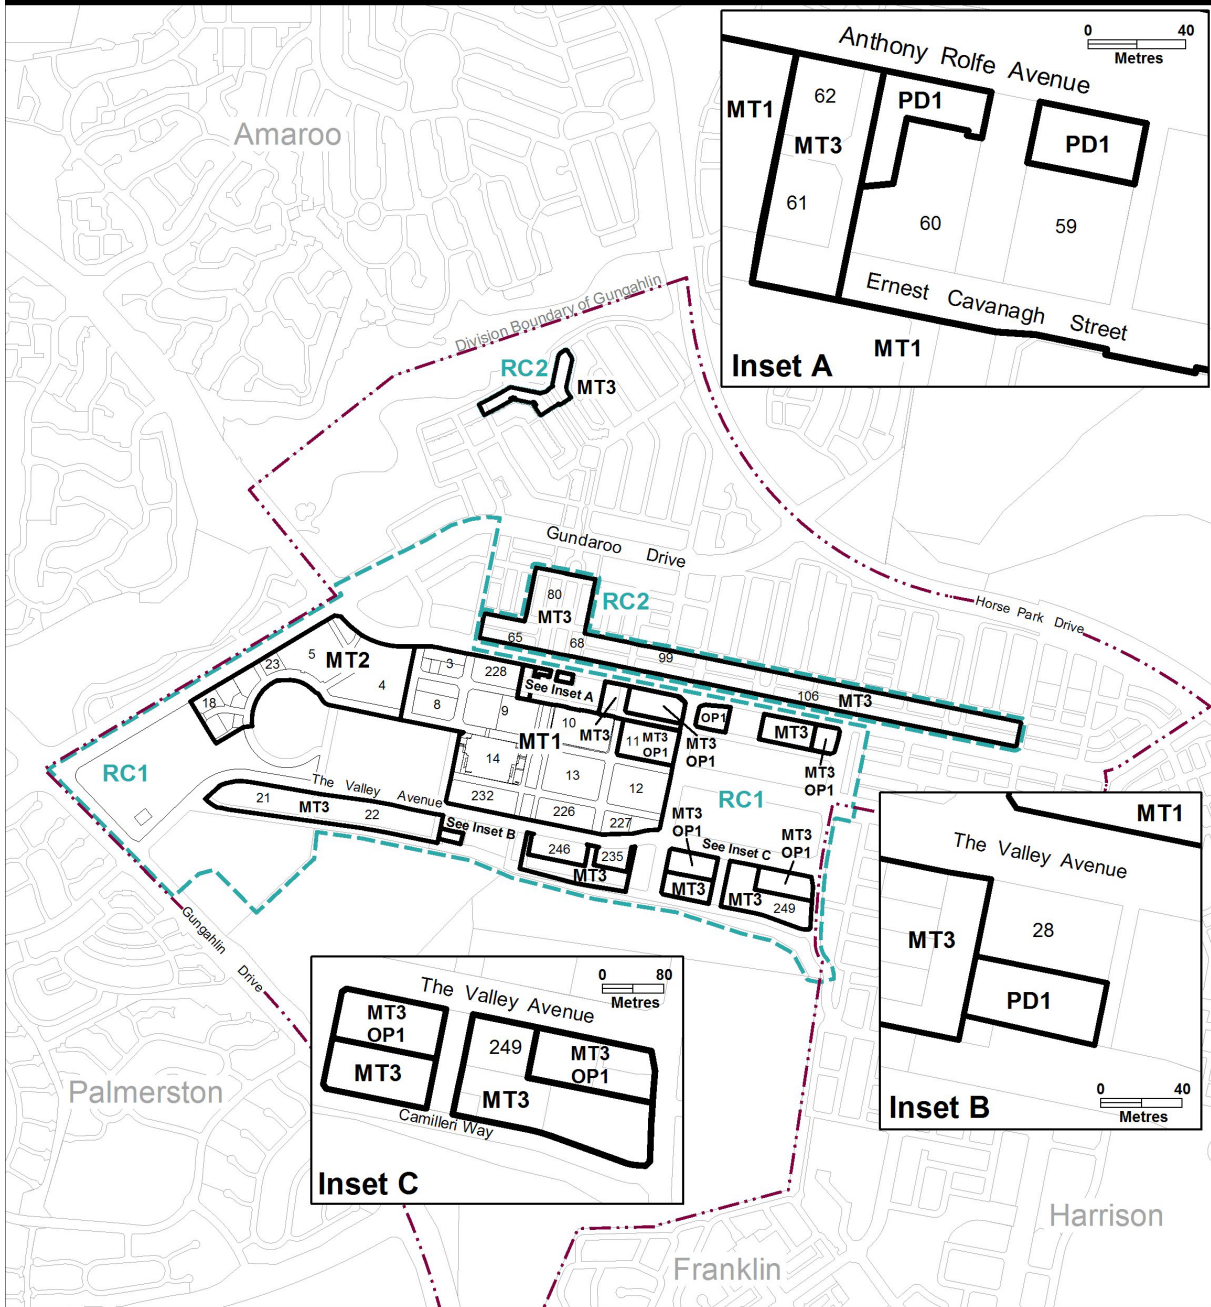 Anthony Rolfe Avenue
0 40
Metres
62
PD1
MT1
MT3
PD1
61
60
59
Ernest Cavanagh Street
MT1
Inset A
Amaroo
Division Boundary of Gungahlin
RC2
MT3
Gundaroo Drive
80
RC2
MT3
Horse Park Drive
65
68
99
106
MT3
5
MT2
23
3
228
4
18
See Inset A
8
9
10
MT3
OP1
MT1
11
MT3
OP1
MT3
OP1
MT3
MT3
OP1
14
13
12
RC1
The Valley Avenue
21
MT3
22
232
226
227
RC1
See Inset B
MT3
OP1
MT3
OP1
See Inset C
246
235
MT3
MT3
MT3
249
Gungahlin Drive
MT1
The Valley Avenue
28
MT3
PD1
0 40
Metres
Inset B
0 80
Metres
The Valley Avenue
MT3
OP1
249
MT3
OP1
MT3
MT3
Camilleri Way
Inset C
Palmerston
Harrison
Franklin